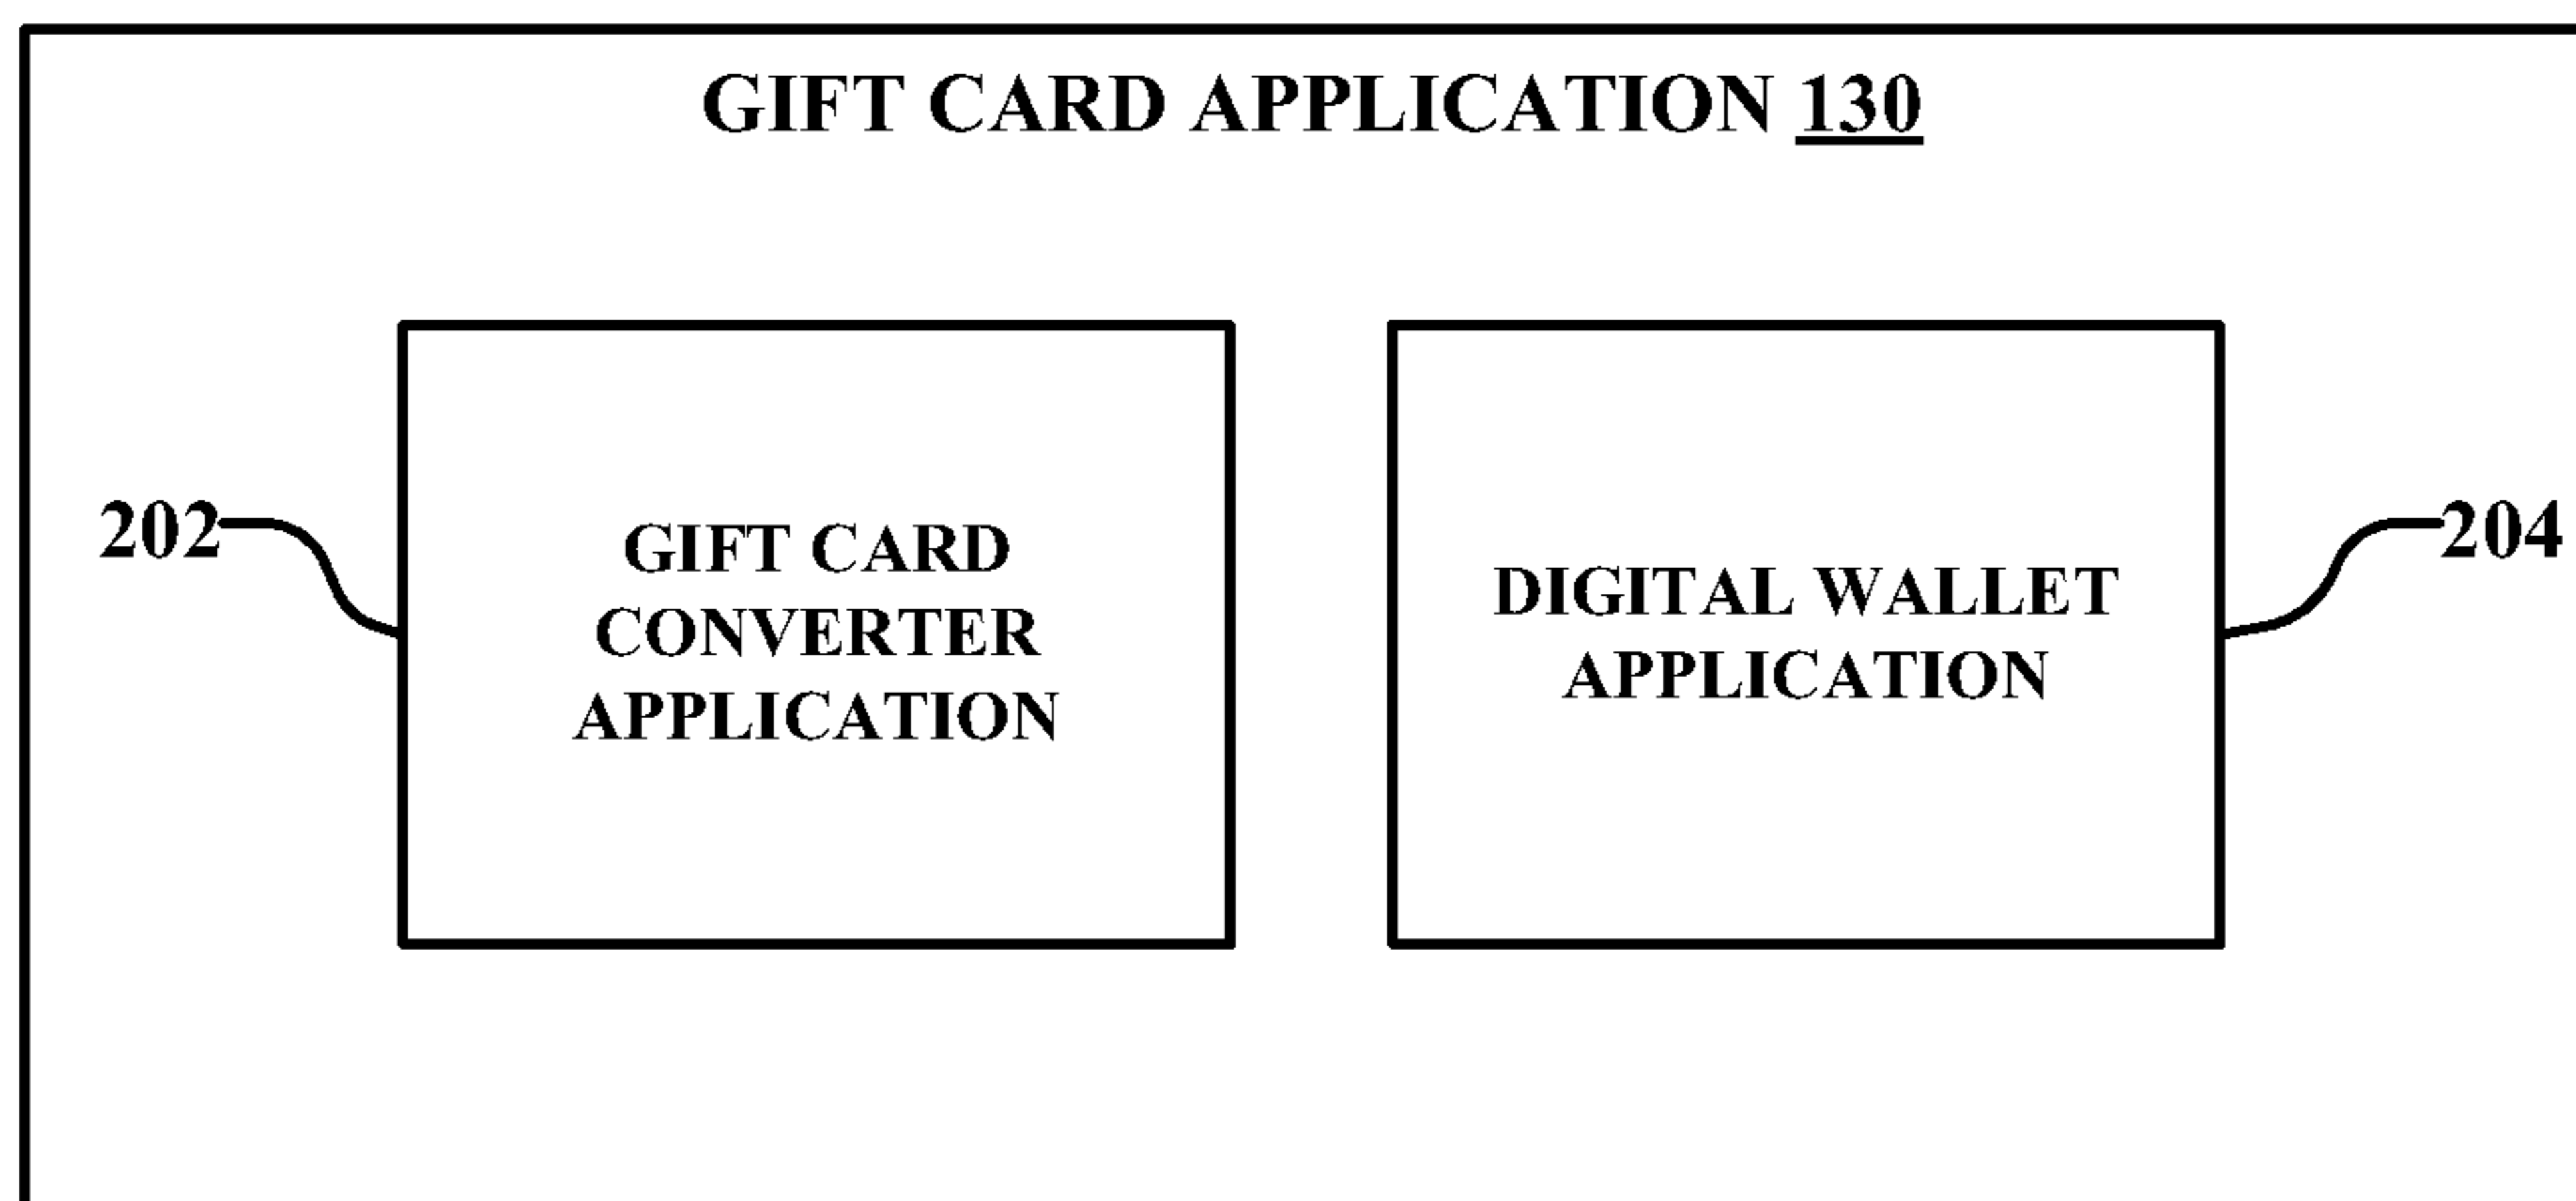 GIFT CARD APPLICATION 130
202
GIFT CARD
CONVERTER
APPLICATION
DIGITAL WALLET
APPLICATION
204